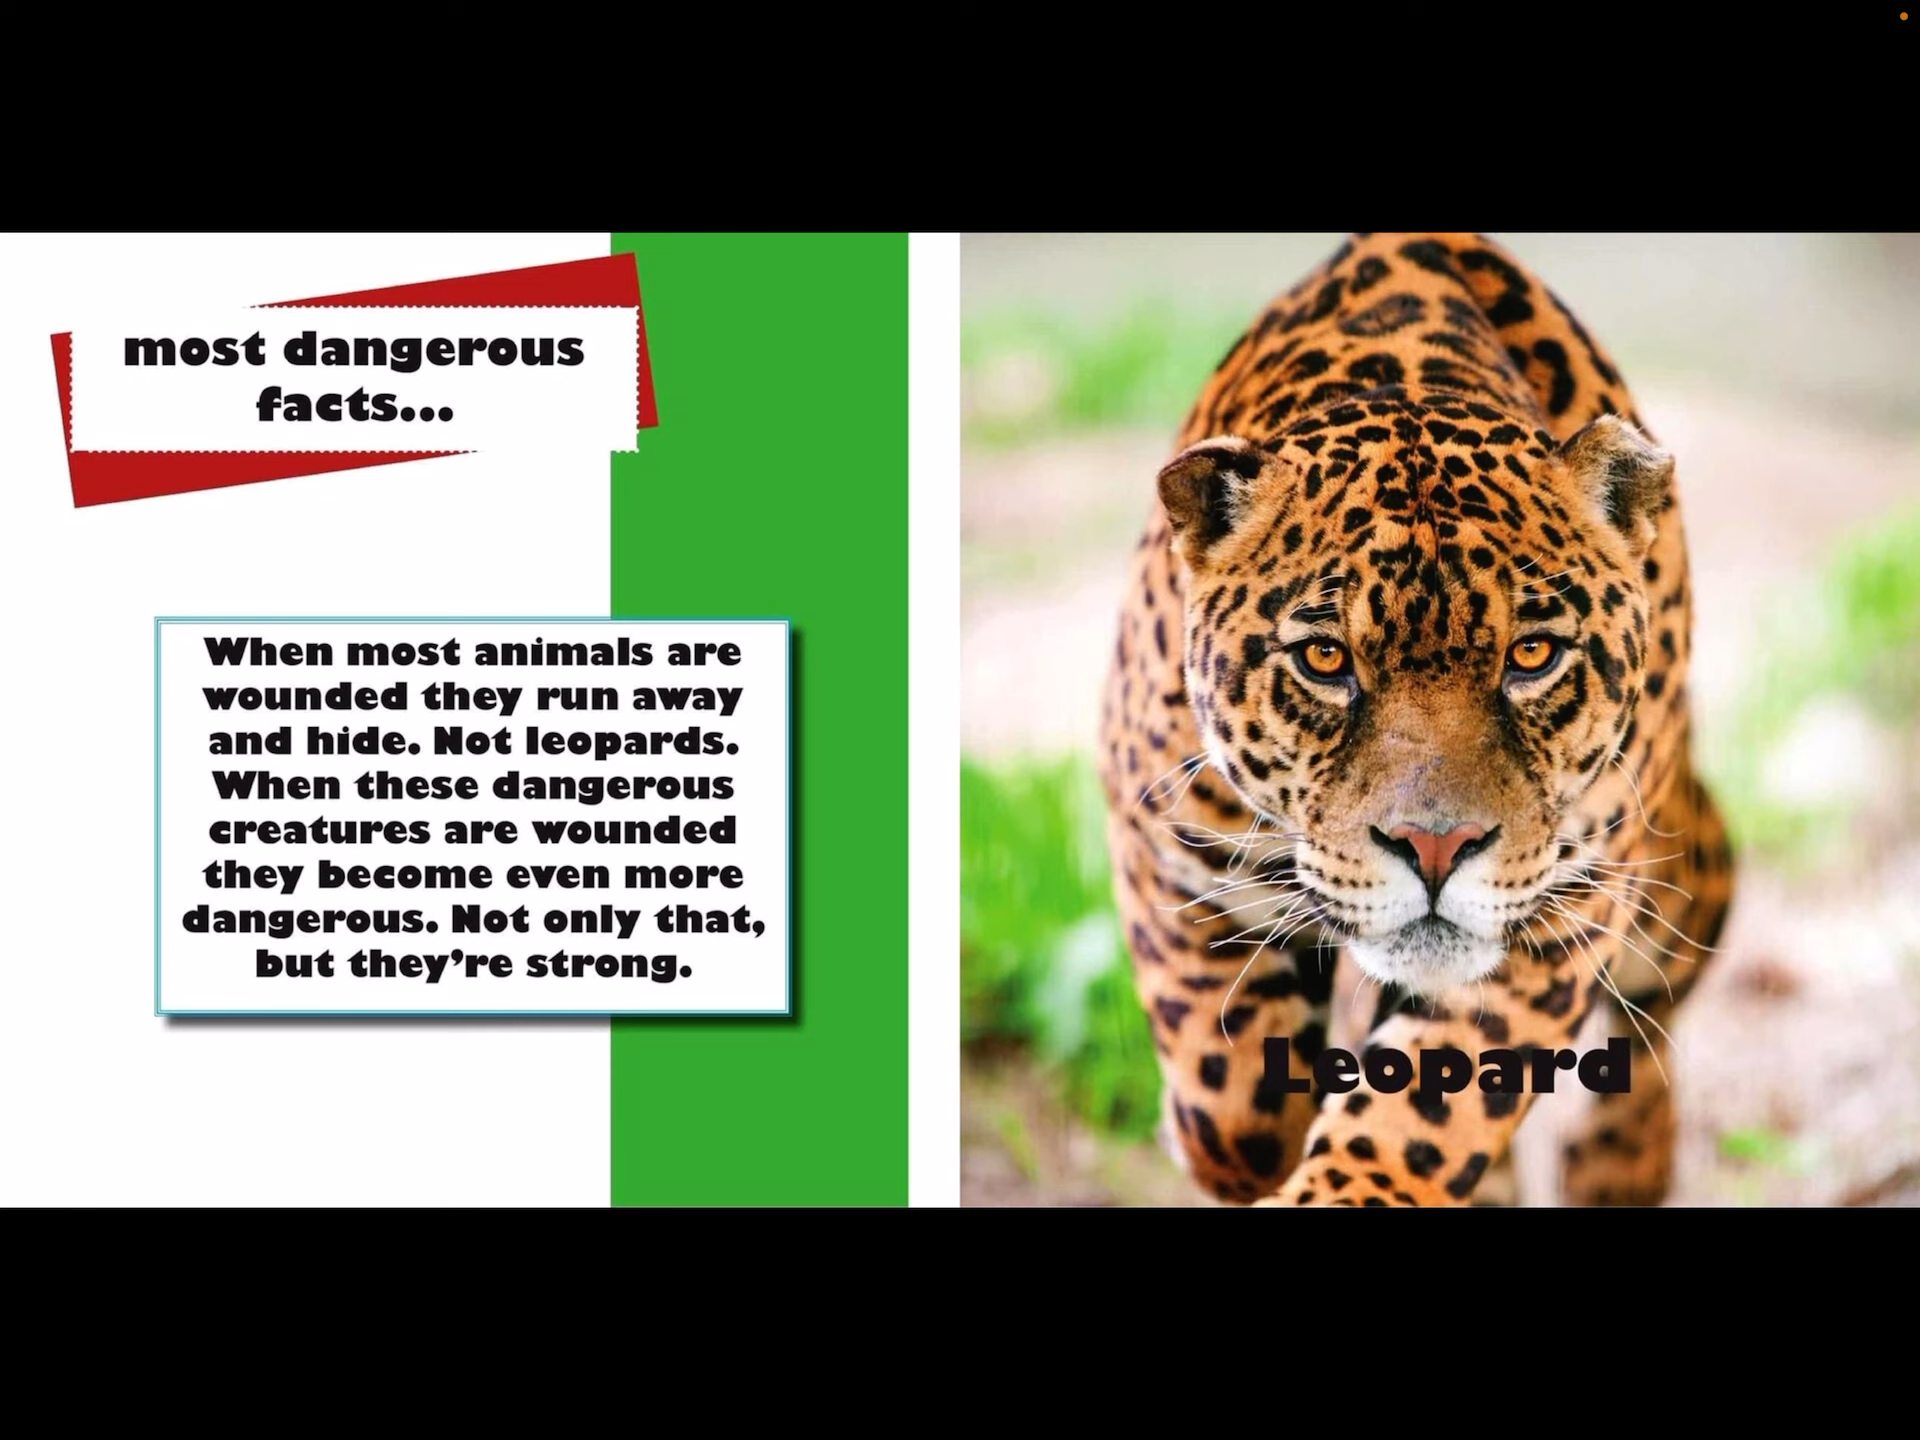 most dangerous
facts...
When most animals are
wounded they run away
and hide. Not leopards.
When these dangerous
creatures are wounded
they become even more
dangerous. Not only that,
but they're strong.
Leopard